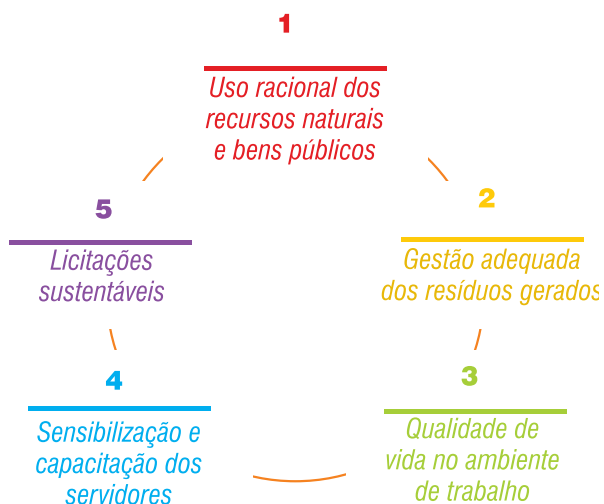 1
Uso racional dos
recursos naturais
e bens públicos
2
Gestão adequada
dos resíduos gerados
3
Qualidade de
vida no ambiente
de trabalho
4
Sensibilização e
capacitação dos
servidores
5
Licitações
sustentáveis